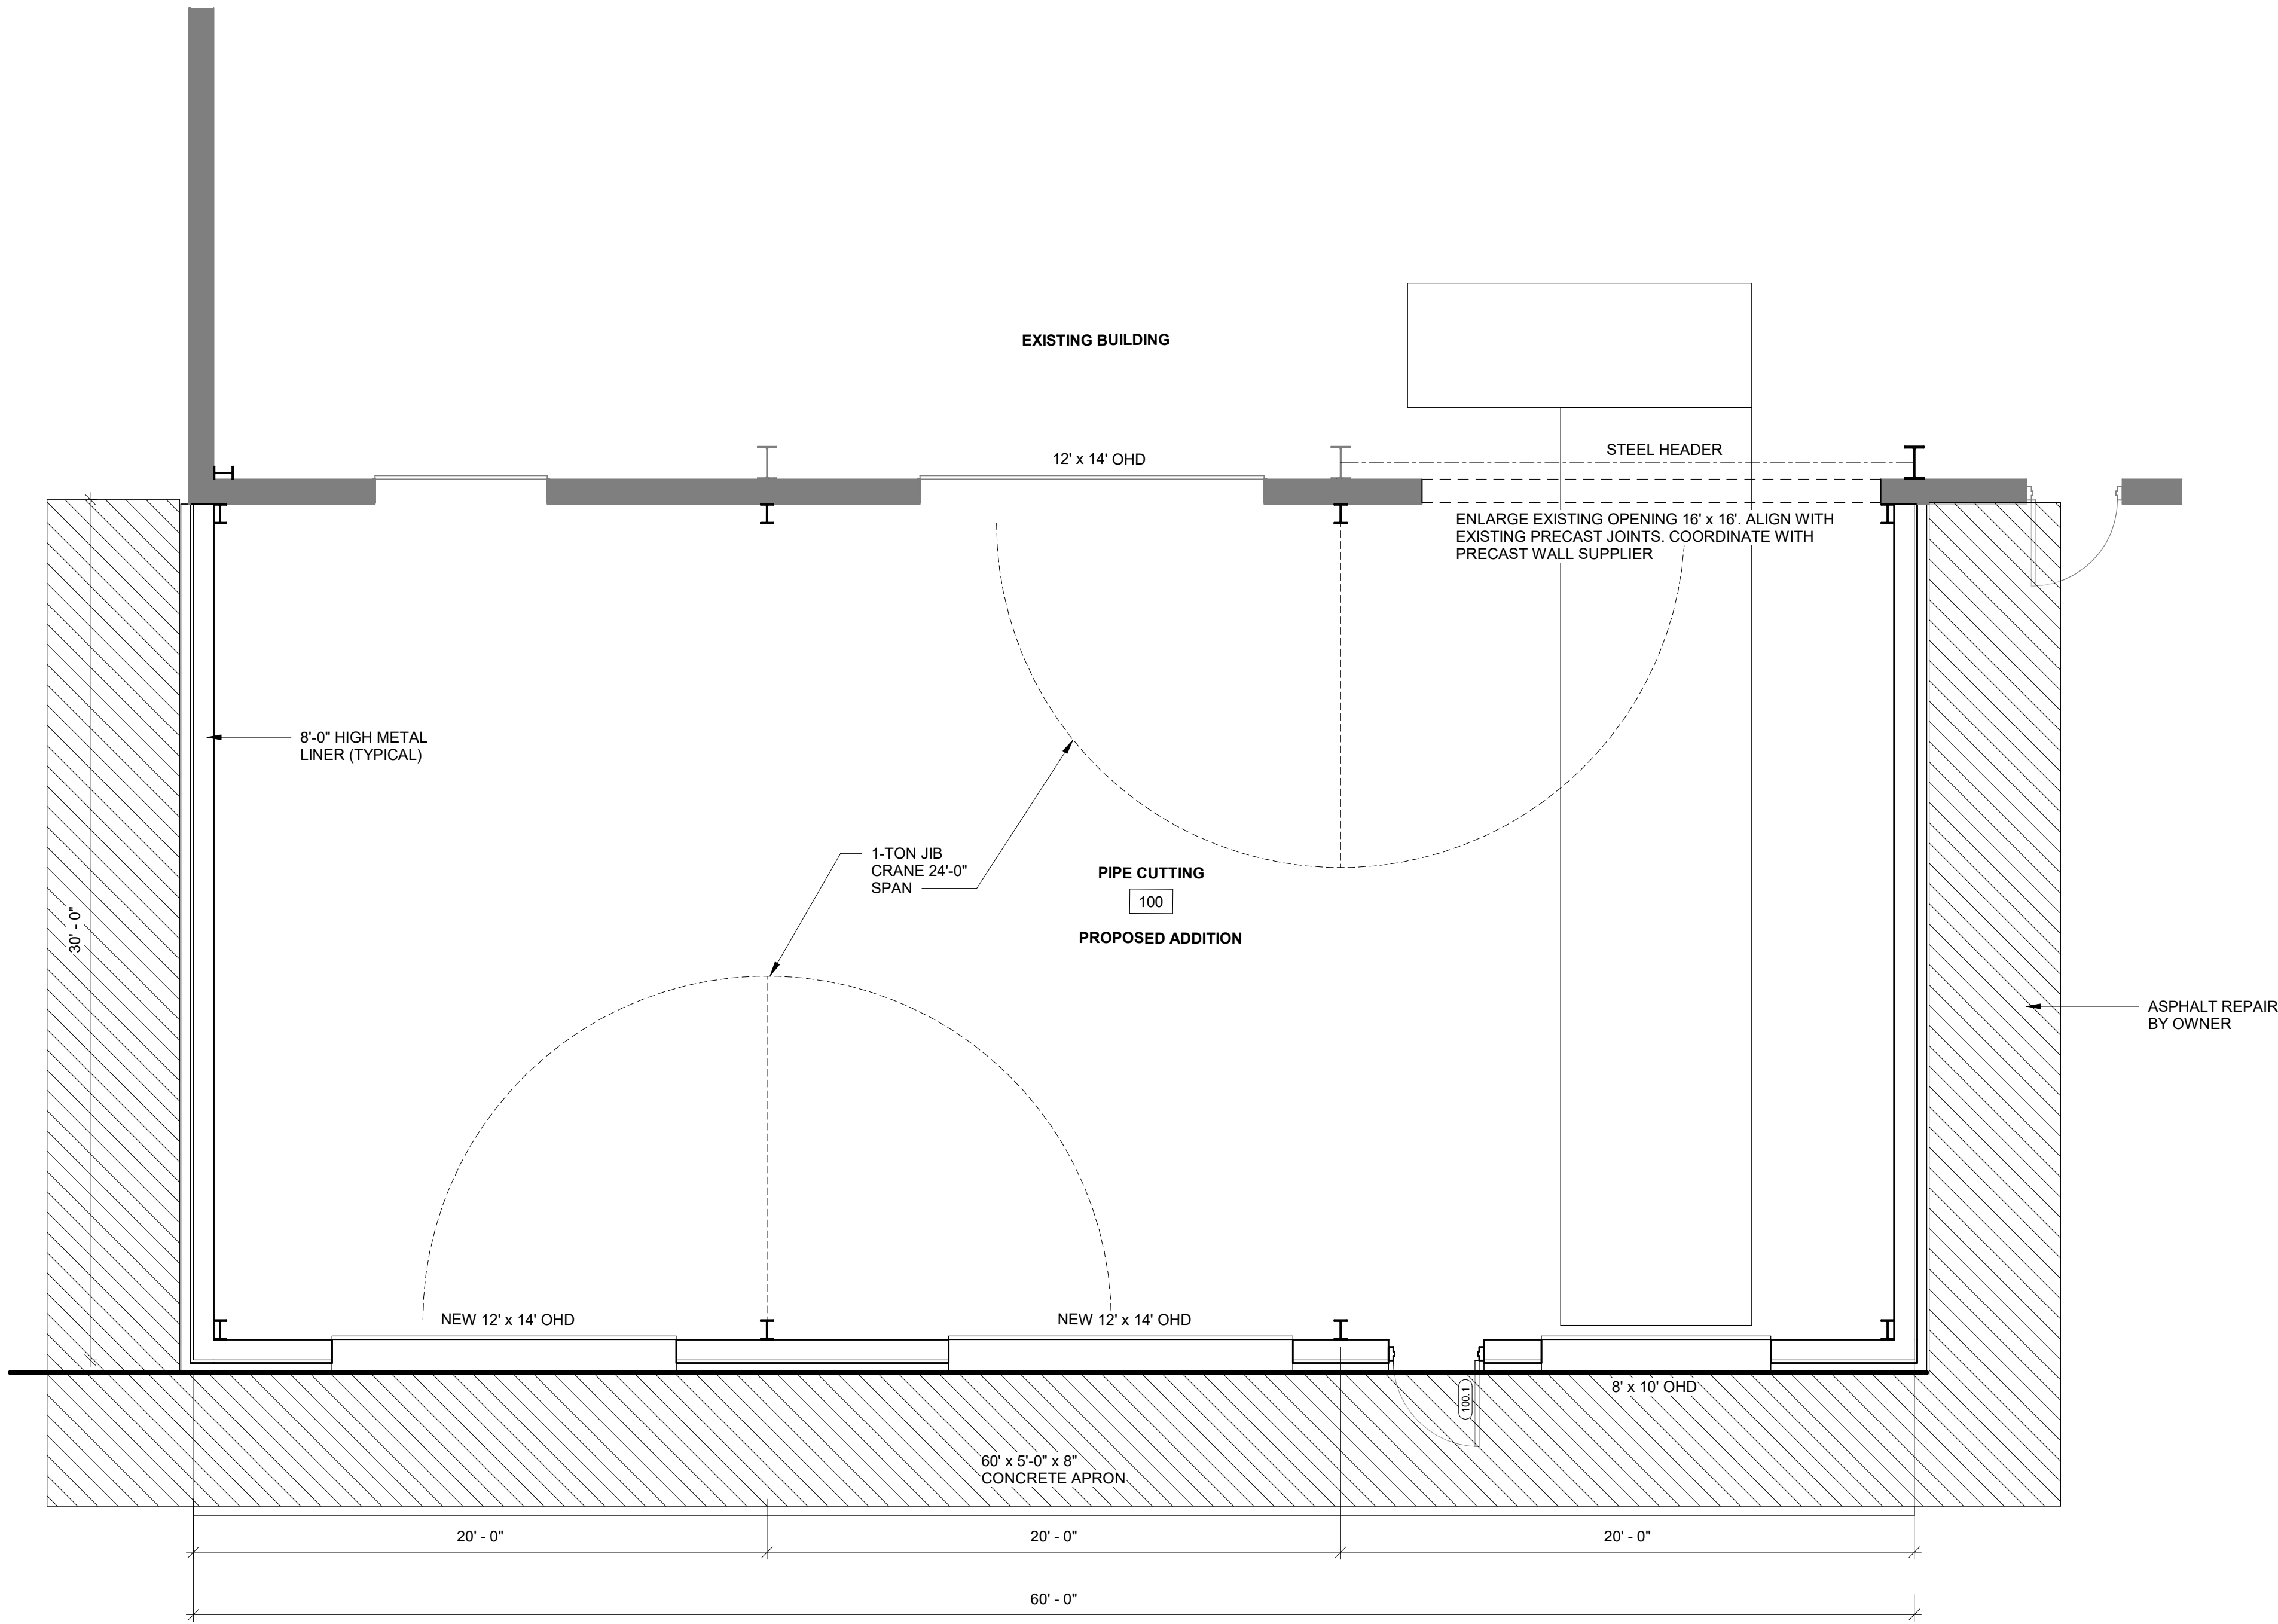 EXISTING BUILDING
12' x 14' OHD
STEEL HEADER
ENLARGE EXISTING OPENING 16' x 16'. ALIGN WITH
EXISTING PRECAST JOINTS. COORDINATE WITH
PRECAST WALL SUPPLIER
8'-0" HIGH METAL
LINER (TYPICAL)
1-TON JIB
CRANE 24'-0"
SPAN
PIPE CUTTING
100
PROPOSED ADDITION
30' - 0"
ASPHALT REPAIR
BY OWNER
NEW 12' x 14' OHD
NEW 12' x 14' OHD
8' x 10' OHD
100.1
60' x 5'-0" x 8"
CONCRETE APRON
20' - 0"
20' - 0"
20' - 0"
60' - 0"